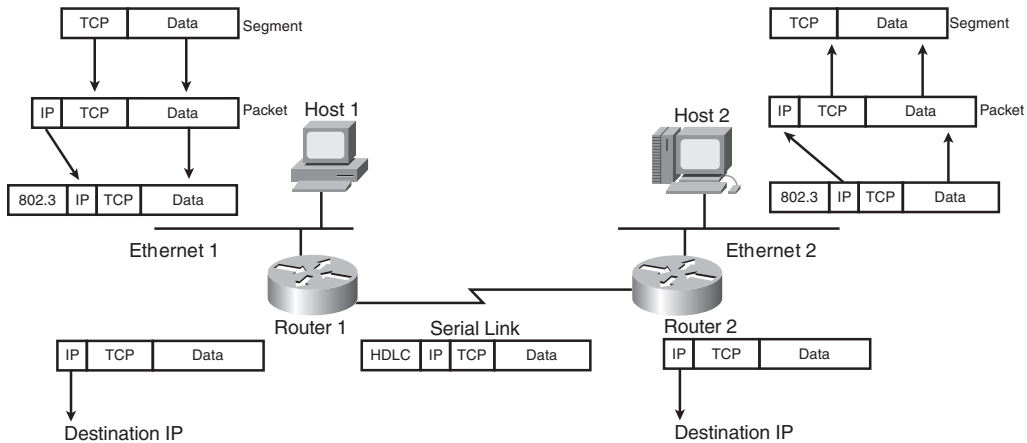 TCP Data Segment
IP TCP Data Packet
802.3 IP TCP Data
Host 1
Ethernet 1
Router 1
IP TCP Data
Destination IP
Serial Link
HDLC IP TCP Data
TCP Data Segment
IP TCP Data Packet
802.3 IP TCP Data
Host 2
Ethernet 2
Router 2
IP TCP Data
Destination IP